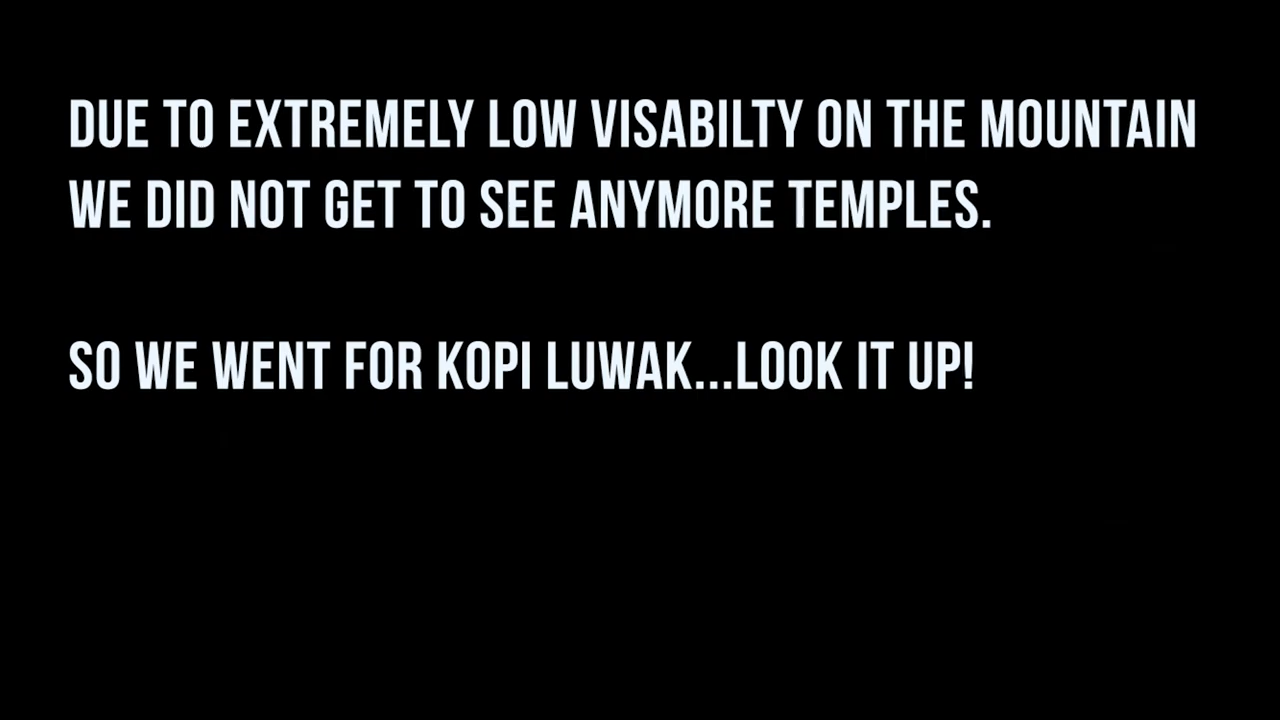 DUE TO EXTREMELY LOW VISABILTY ON THE MOUNTAIN
WE DID NOT GET TO SEE ANYMORE TEMPLES.
SO WE WENT FOR KOPI LUWAK...LOOK IT UP!